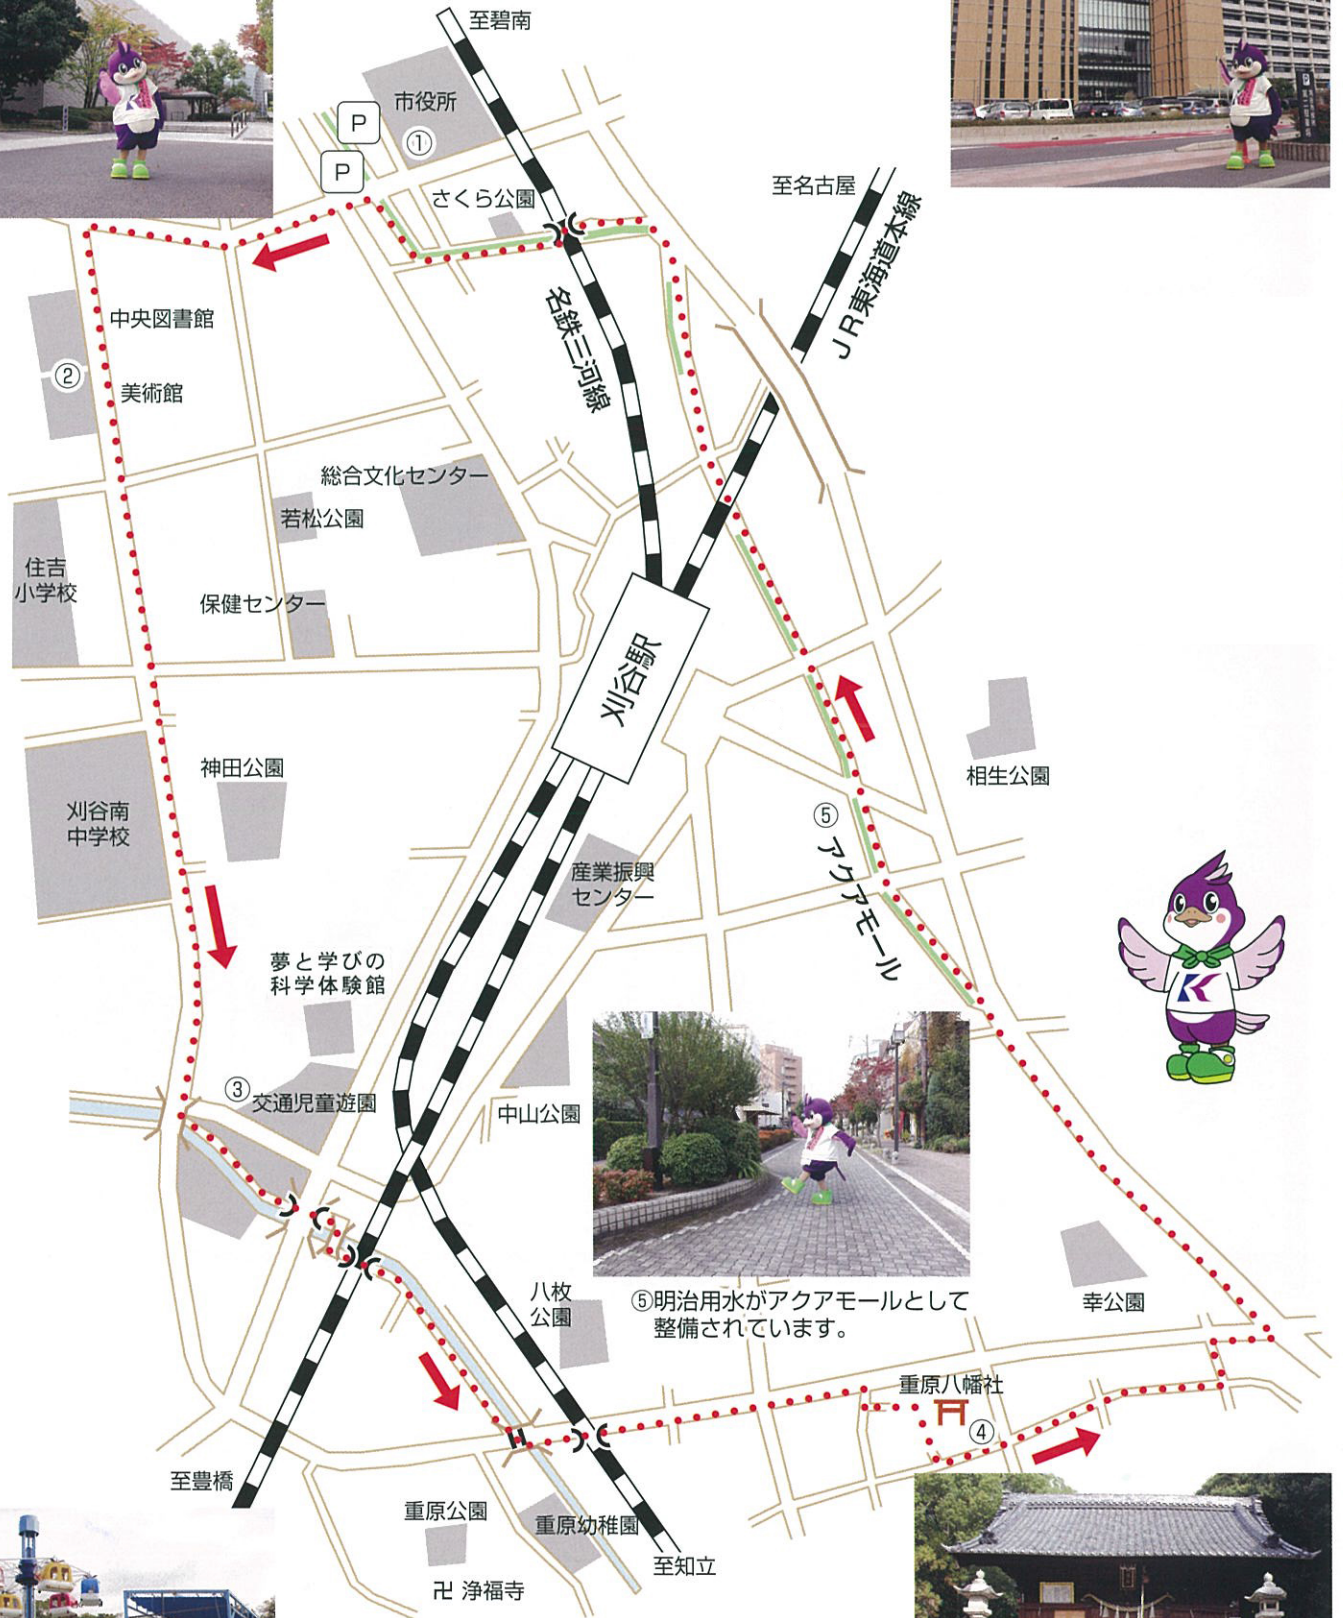 至碧南
市役所
P
①
P
さくら公園
至名古屋
JR東海道本線
名鉄三河線
中央図書館
②
美術館
総合文化センター
若松公園
住吉
小学校
保健センター
刈谷駅
神田公園
相生公園
刈谷南
中学校
⑤
アクアモール
産業振興
センター
夢と学びの
科学体験館
K
③
交通児童遊園
中山公園
八枚
公園
⑤明治用水がアクアモールとして
整備されています。
幸公園
重原八幡社
④
至豊橋
重原公園
重原幼稚園
至知立
卍 浄福寺